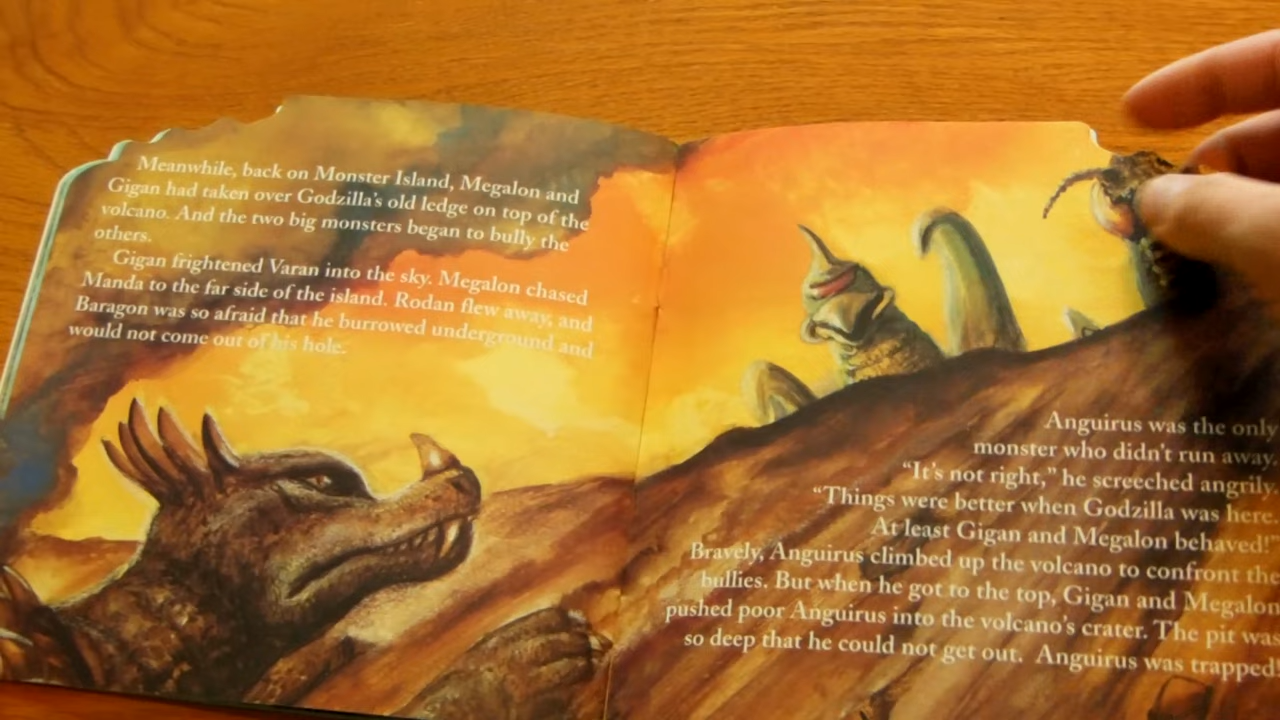 Meanwhile, back on Monster Island, Megalon and
Gigan had taken over Godzilla's old ledge on top of the
volcano. And the two big monsters began to bully the
others.
Gigan frightened Varan into the sky. Megalon chased
Manda to the far side of the island. Rodan flew away, and
Baragon was so afraid that he burrowed underground and
would not come out of his hole.
Anguirus was the only
monster who didn't run away.
"It's not right," he screeched angrily.
"Things were better when Godzilla was here.
At least Gigan and Megalon behaved!"
Bravely, Anguirus climbed up the volcano to confront the
bullies. But when he got to the top, Gigan and Megalon
pushed poor Anguirus into the volcano's crater. The pit was
so deep that he could not get out. Anguirus was trapped!